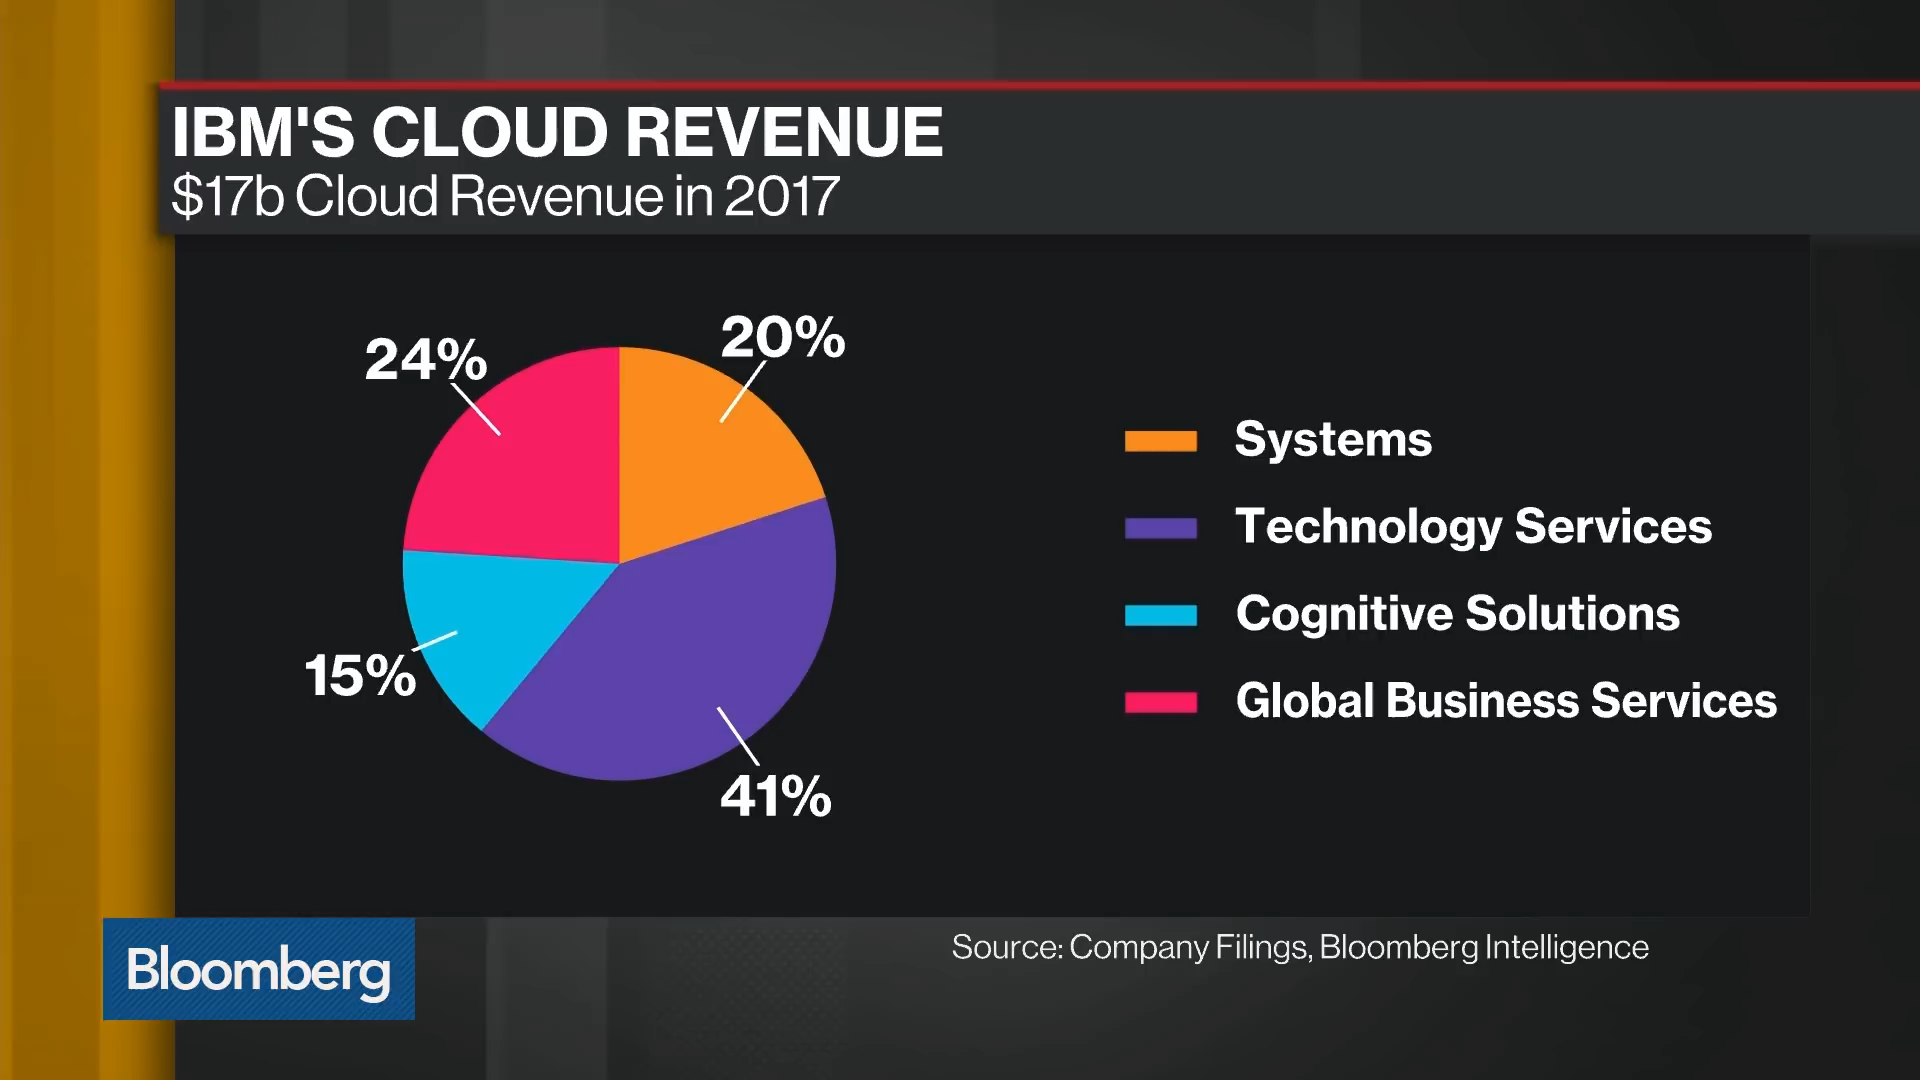 IBM'S CLOUD REVENUE
$17b Cloud Revenue in 2017
24%
20%
15%
41%
Systems
Technology Services
Cognitive Solutions
Global Business Services
Bloomberg
Source: Company Filings, Bloomberg Intelligence